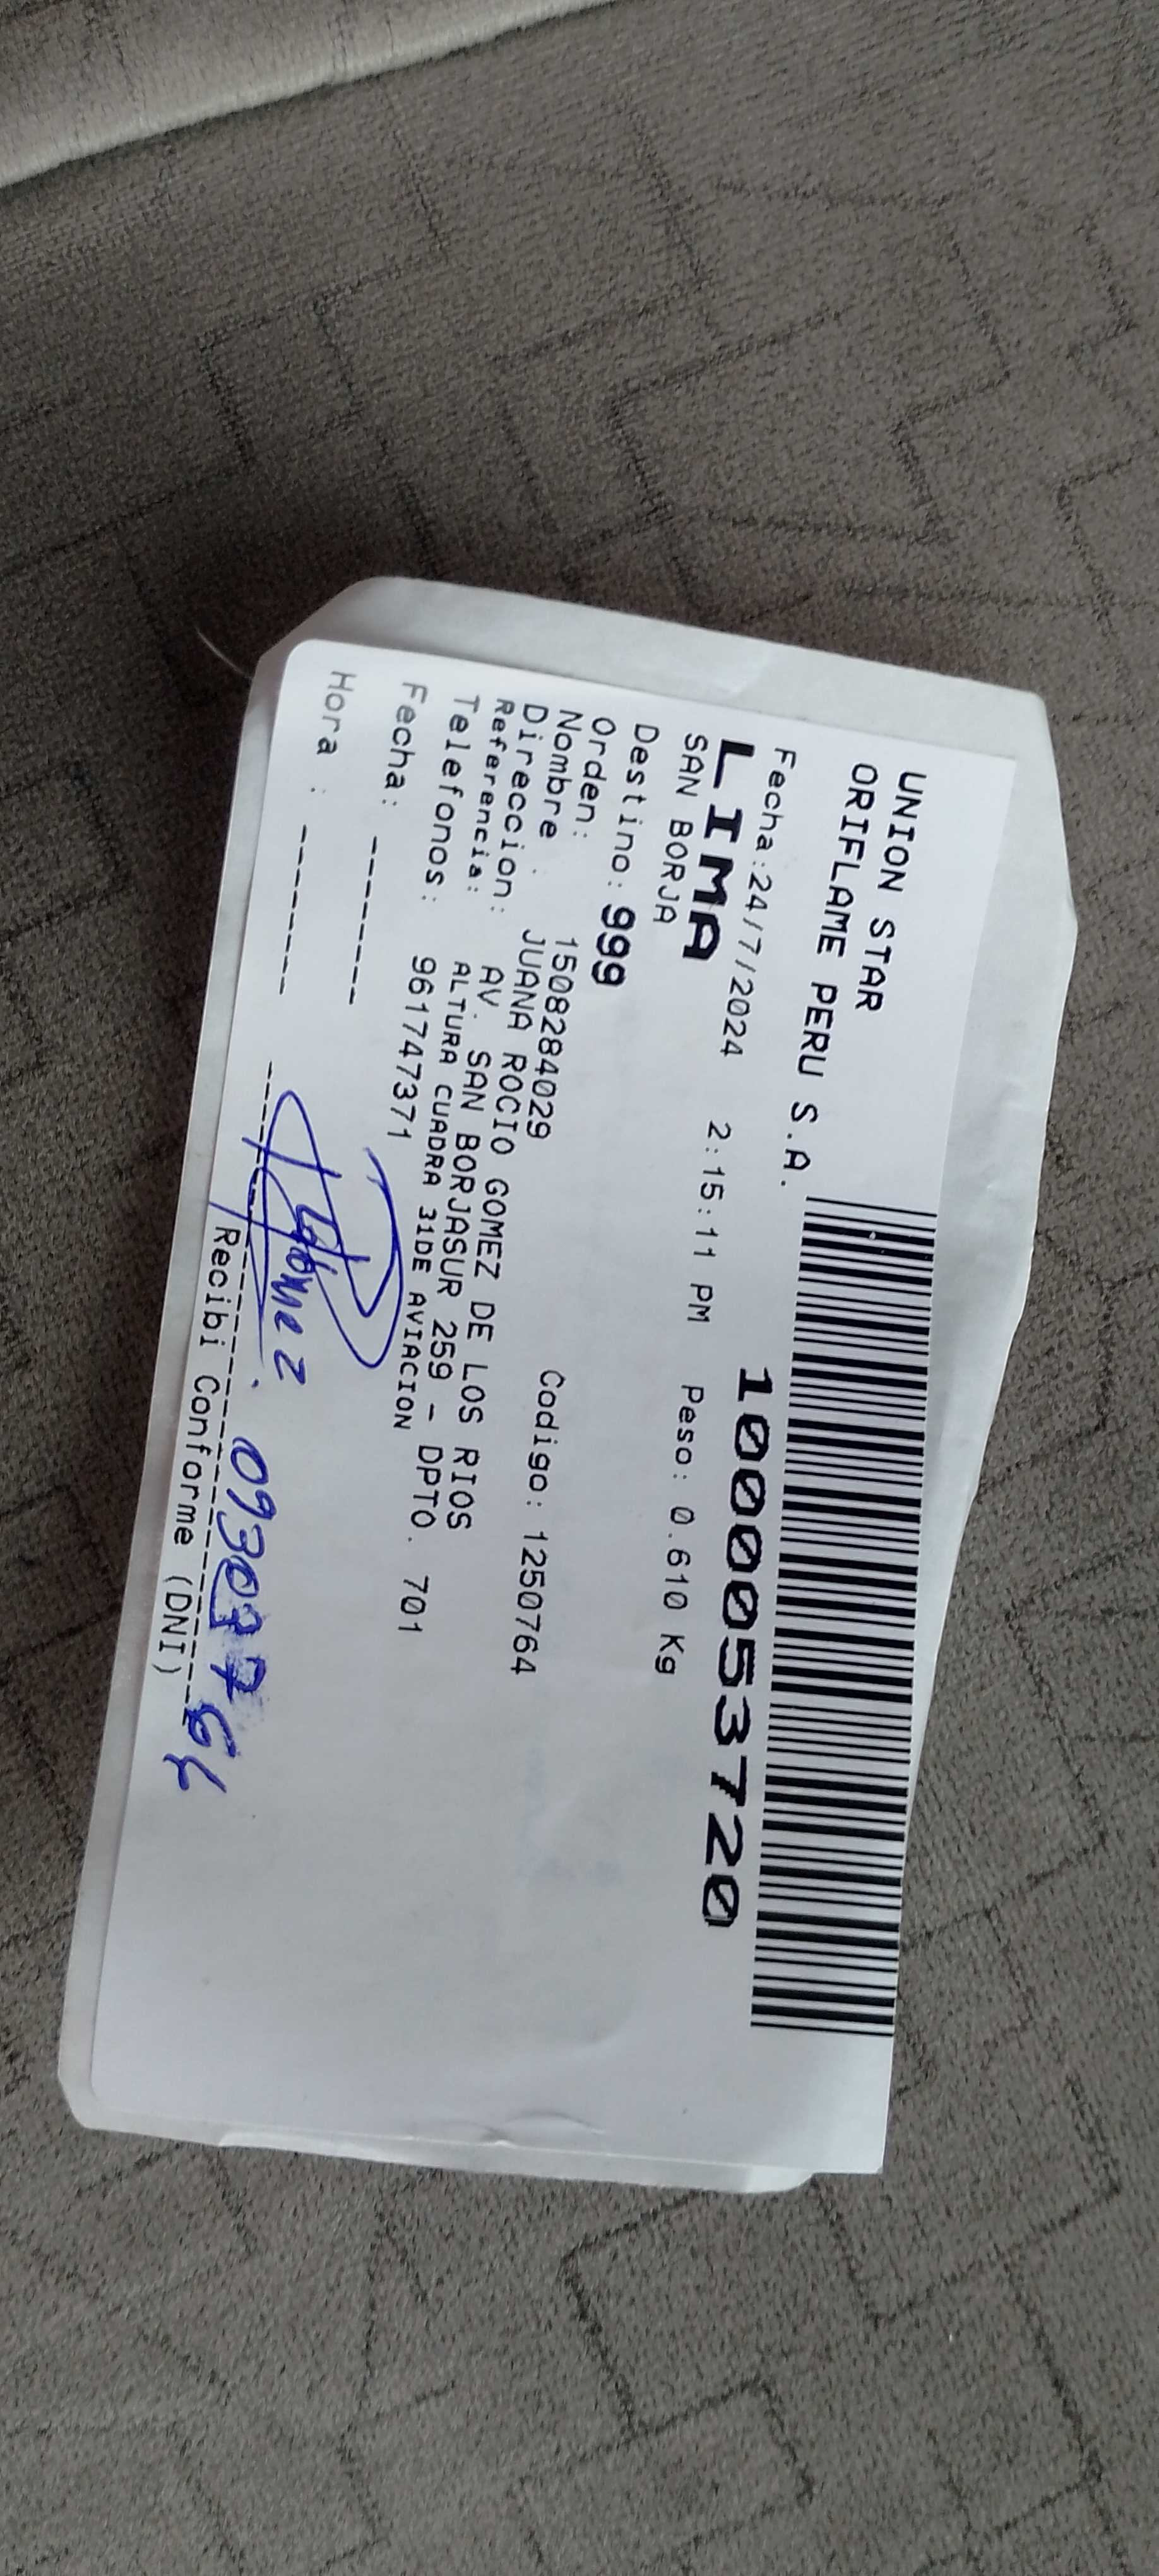 UNION STAR
ORIFLAME PERU S.A.
Fecha:24/7/2024 2:15:11 PM Peso: 0.610 Kg
10000053720
LIMA
SAN BORJA
Destino: 999
Orden: 1508284029 Codigo: 1250764
Nombre : JUANA ROCIO GOMEZ DE LOS RIOS
Direccion: AV. SAN BORJASUR 259 - DPTO. 701
Referencia: ALTURA CUADRA 31DE AVIACION
Telefonos: 961747371
Fecha: -------
Hora : -------
Gómez.
Recibi Conforme (DNI)